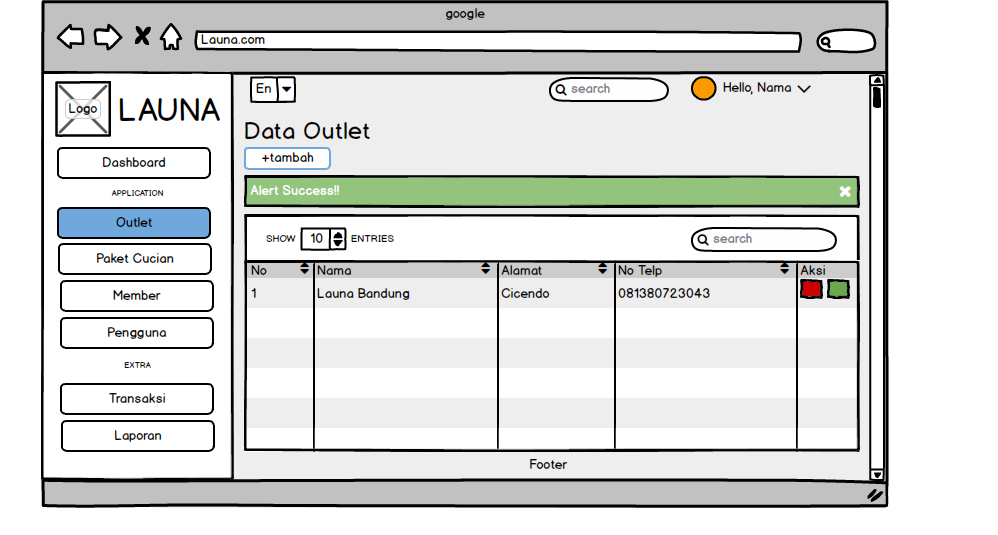 google
Launa.com
Logo
LAUNA
En
search
Hello, Nama
Data Outlet
+tambah
Alert Success!!
Dashboard
APPLICATION
Outlet
Paket Cucian
Member
Pengguna
EXTRA
Transaksi
Laporan
SHOW 10 ENTRIES
search
No Nama Alamat No Telp Aksi
1 Launa Bandung Cicendo 081380723043
Footer